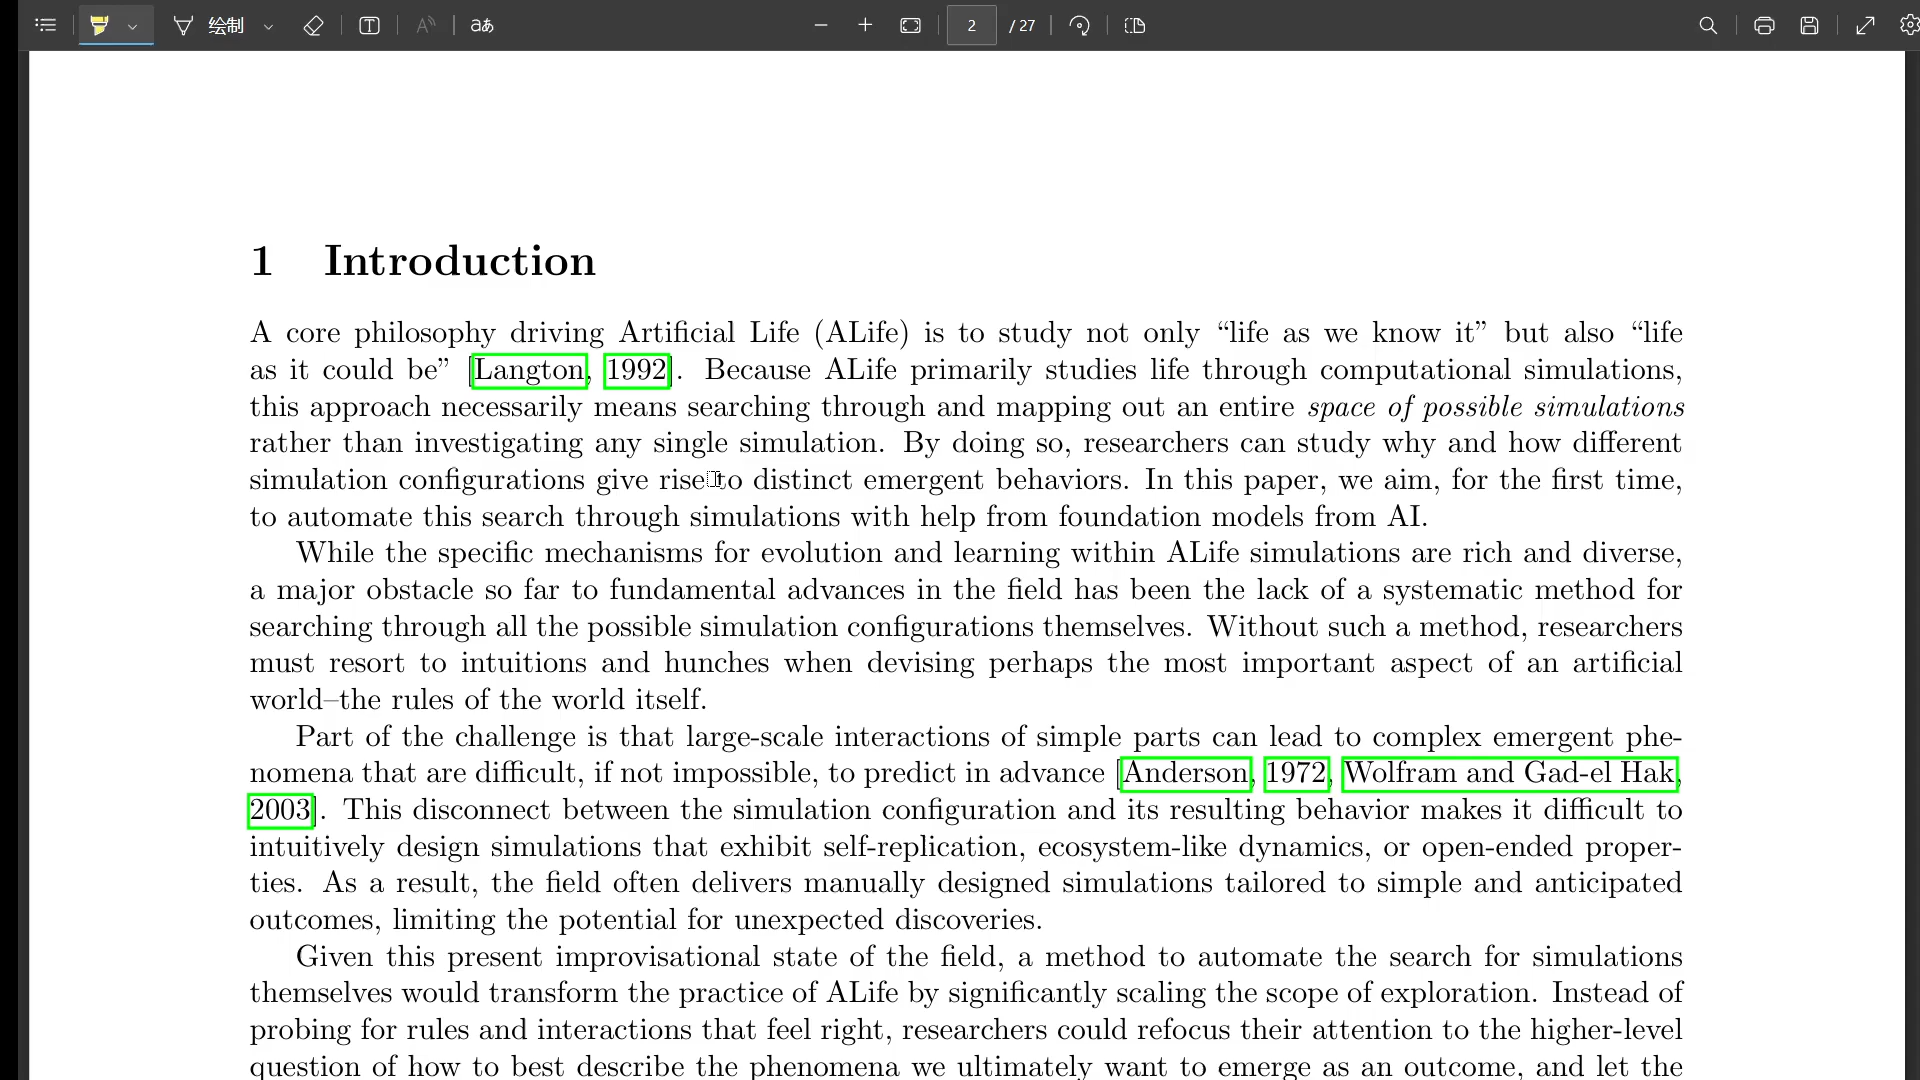 绘制 aあ 2 / 27
1 Introduction
A core philosophy driving Artificial Life (ALife) is to study not only “life as we know it” but also “life
as it could be” [Langton, 1992]. Because ALife primarily studies life through computational simulations,
this approach necessarily means searching through and mapping out an entire space of possible simulations
rather than investigating any single simulation. By doing so, researchers can study why and how different
simulation configurations give rise to distinct emergent behaviors. In this paper, we aim, for the first time,
to automate this search through simulations with help from foundation models from AI.
While the specific mechanisms for evolution and learning within ALife simulations are rich and diverse,
a major obstacle so far to fundamental advances in the field has been the lack of a systematic method for
searching through all the possible simulation configurations themselves. Without such a method, researchers
must resort to intuitions and hunches when devising perhaps the most important aspect of an artificial
world–the rules of the world itself.
Part of the challenge is that large-scale interactions of simple parts can lead to complex emergent phe-
nomena that are difficult, if not impossible, to predict in advance [Anderson, 1972, Wolfram and Gad-el Hak,
2003]. This disconnect between the simulation configuration and its resulting behavior makes it difficult to
intuitively design simulations that exhibit self-replication, ecosystem-like dynamics, or open-ended proper-
ties. As a result, the field often delivers manually designed simulations tailored to simple and anticipated
outcomes, limiting the potential for unexpected discoveries.
Given this present improvisational state of the field, a method to automate the search for simulations
themselves would transform the practice of ALife by significantly scaling the scope of exploration. Instead of
probing for rules and interactions that feel right, researchers could refocus their attention to the higher-level
question of how to best describe the phenomena we ultimately want to emerge as an outcome, and let the